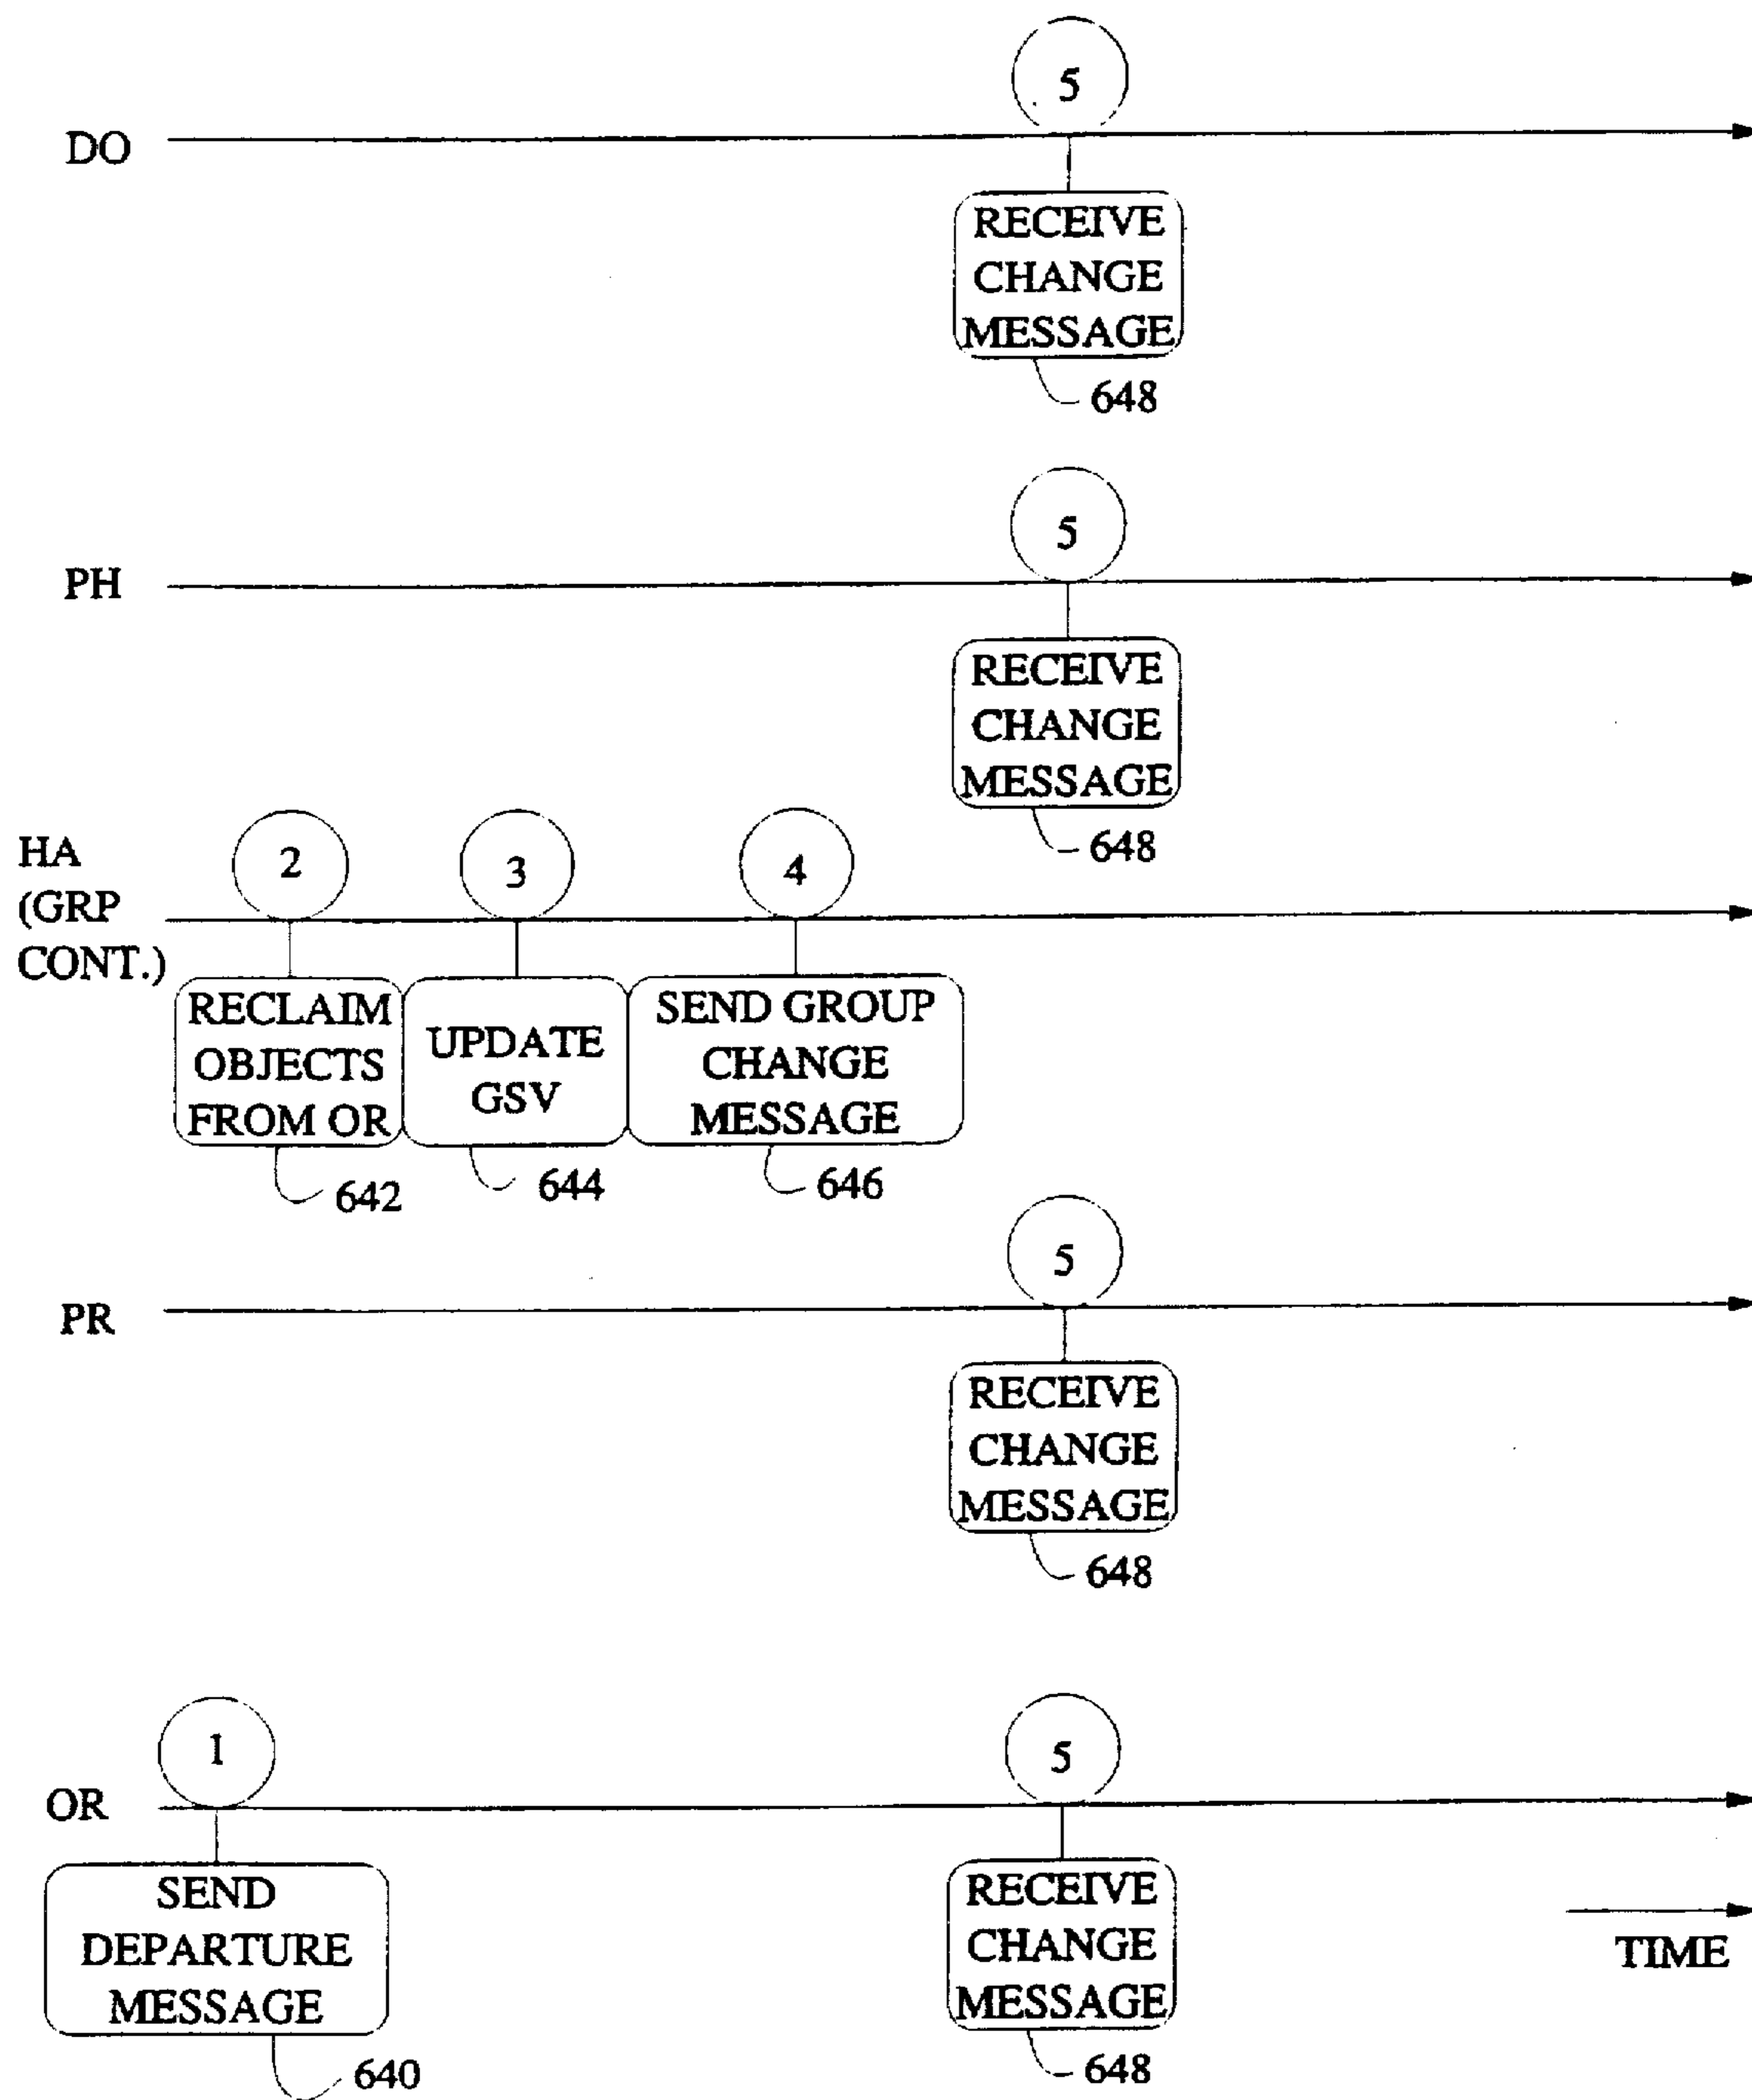 5
DO
RECEIVE
CHANGE
MESSAGE
648
5
PH
RECEIVE
CHANGE
MESSAGE
648
HA
(GRP
CONT.)
2
3
4
RECLAIM
OBJECTS
FROM OR
642
UPDATE
GSV
644
SEND GROUP
CHANGE
MESSAGE
646
5
PR
RECEIVE
CHANGE
MESSAGE
648
1
5
OR
SEND
DEPARTURE
MESSAGE
640
RECEIVE
CHANGE
MESSAGE
648
TIME